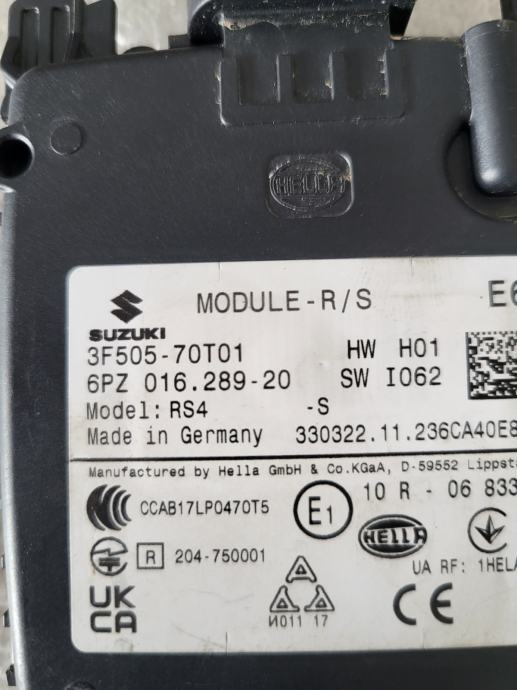 HELLA
MODULE-R/S E6
SUZUKI
3F505-70T01 HW H01
6PZ 016.289-20 SW I062
Model: RS4 -S
Made in Germany 330322.11.236CA40E8
Manufactured by Hella GmbH & Co.KGaA, D-59552 Lippsta
CCAB17LP0470T5 E1 10 R - 06 833
HELLA
R 204-750001 UA RF: 1HELA
UK CA И011 17 CE